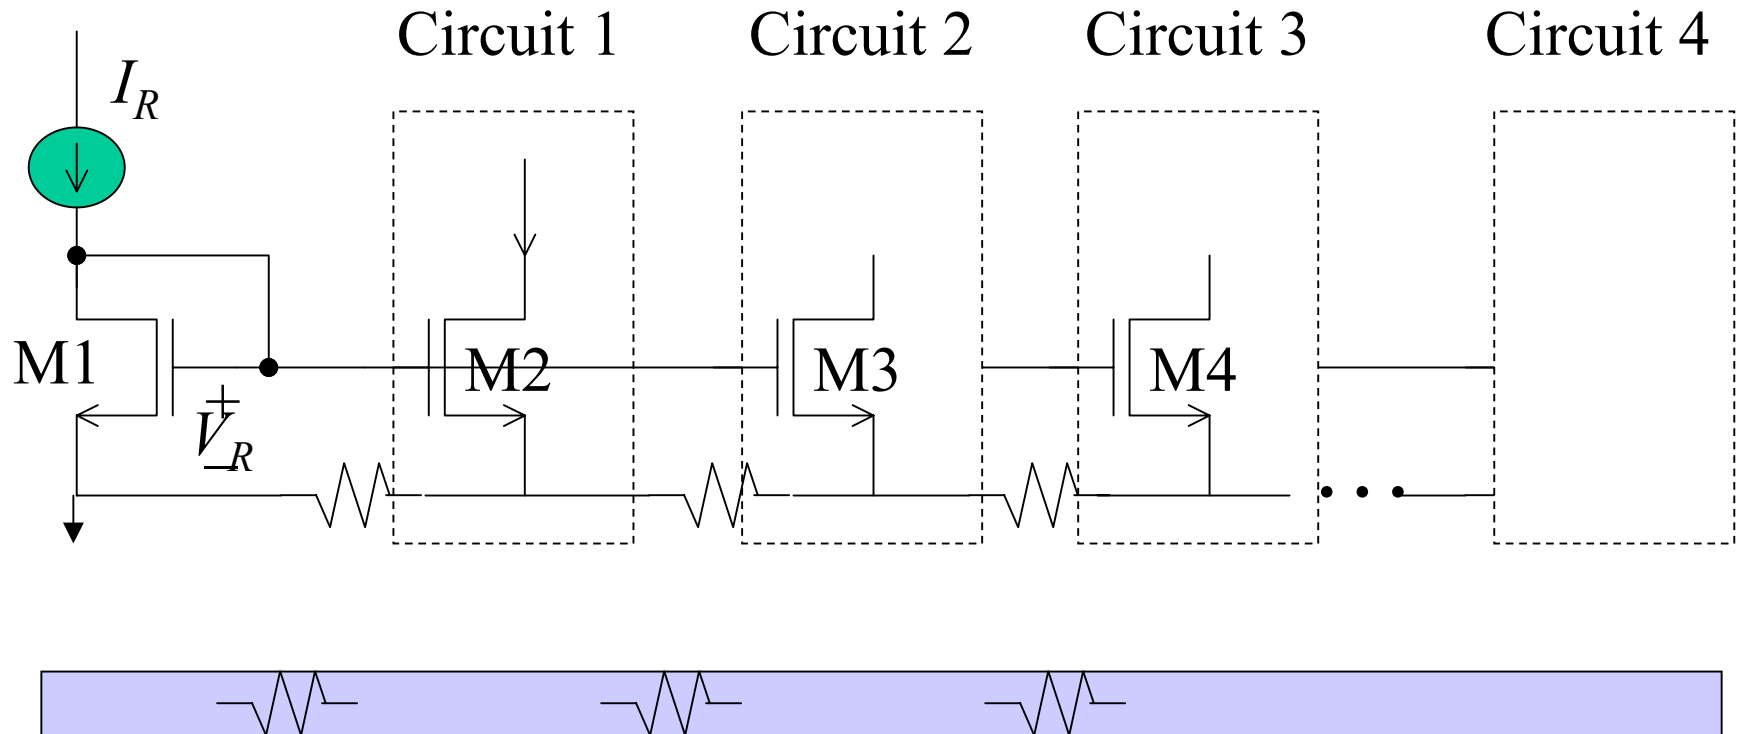 Circuit 1 Circuit 2 Circuit 3 Circuit 4
I_R
M1 M2 M3 M4
+
V_R
−
• • •